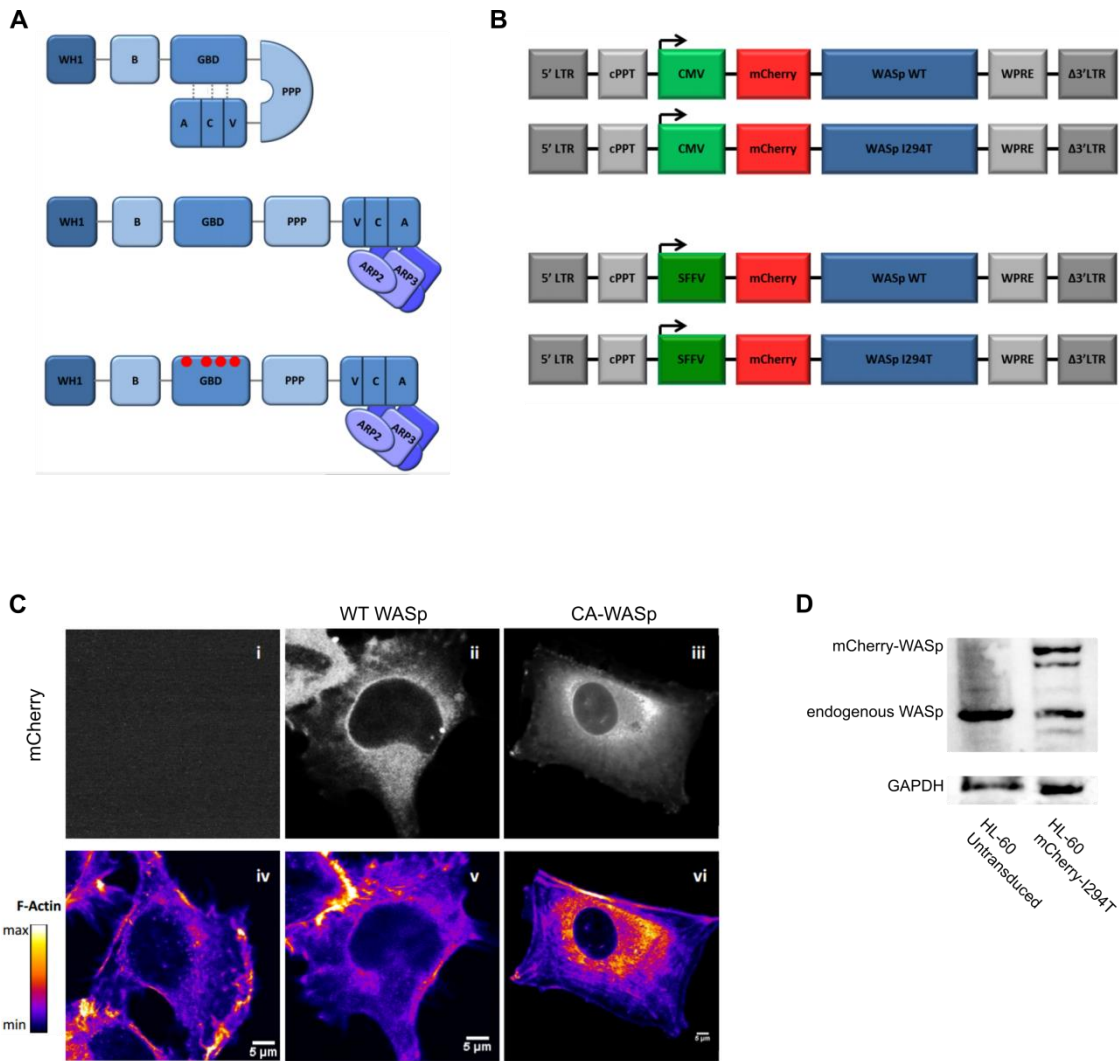 A
WH1 B GBD
PPP
A C V
WH1 B GBD PPP V C A
ARP2 ARP3
WH1 B GBD PPP V C A
ARP2 ARP3
B
5' LTR cPPT CMV mCherry WASp WT WPRE Δ3'LTR
5' LTR cPPT CMV mCherry WASp I294T WPRE Δ3'LTR
5' LTR cPPT SFFV mCherry WASp WT WPRE Δ3'LTR
5' LTR cPPT SFFV mCherry WASp I294T WPRE Δ3'LTR
C
WT WASp CA-WASp
mCherry
i ii iii
iv v vi
F-Actin
max
min
5 µm 5 µm 5 µm
D
mCherry-WASp
endogenous WASp
GAPDH
HL-60
Untransduced
HL-60
mCherry-I294T